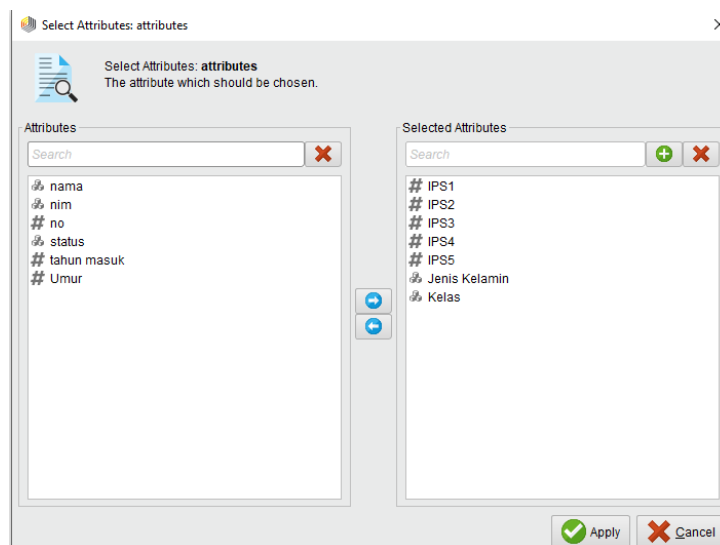 Select Attributes: attributes
Select Attributes: attributes
The attribute which should be chosen.
Attributes
Search
nama
nim
no
status
tahun masuk
Umur
Selected Attributes
Search
IPS1
IPS2
IPS3
IPS4
IPS5
Jenis Kelamin
Kelas
Apply
Cancel